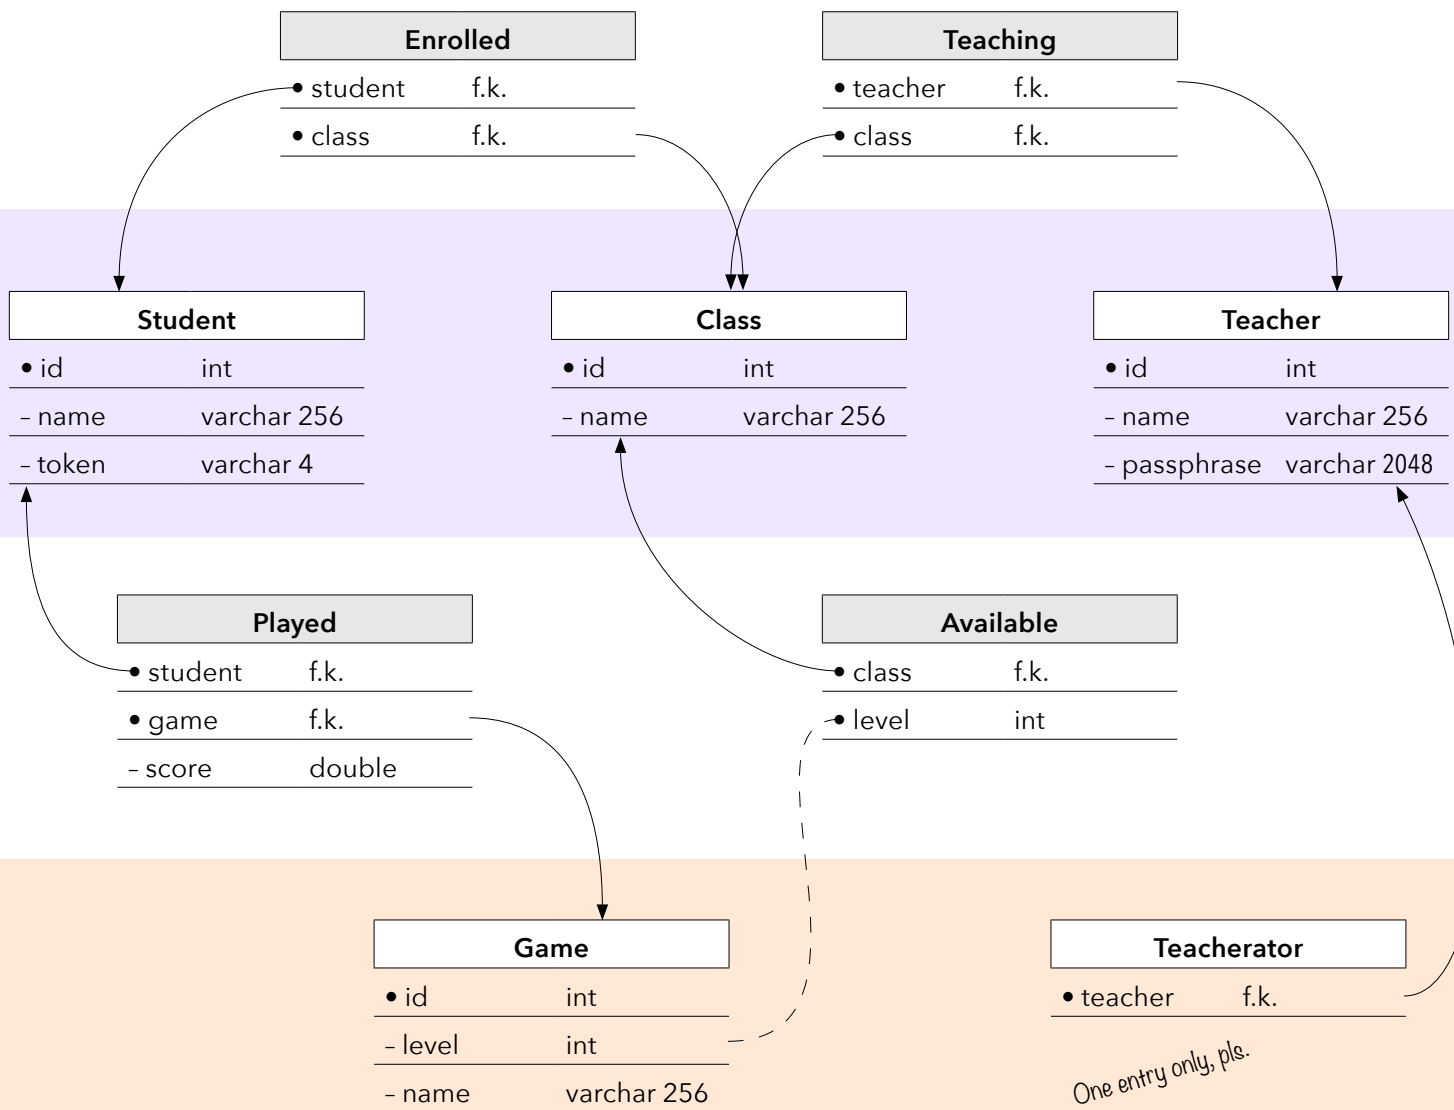 Enrolled
• student f.k.
• class f.k.
Teaching
• teacher f.k.
• class f.k.
Student
• id int
– name varchar 256
– token varchar 4
Class
• id int
– name varchar 256
Teacher
• id int
– name varchar 256
– passphrase varchar 2048
Played
• student f.k.
• game f.k.
– score double
Available
• class f.k.
• level int
Game
• id int
– level int
– name varchar 256
Teacherator
• teacher f.k.
One entry only, pls.